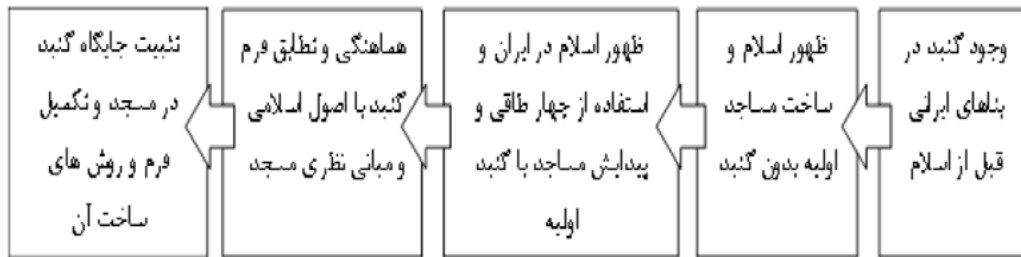 وجود گنبد در
بناهای ایرانی
قبل از اسلام
ظهور اسلام و
ساخت مساجد
اولیه بدون گنبد
ظهور اسلام در ایران و
استفاده از چهار طاقی و
پیدایش مساجد با گنبد
اولیه
هماهنگی و تطابق فرم
گنبد با اصول اسلامی
و مبانی نظری مسجد
تثبیت جایگاه گنبد
در مسجد و تکمیل
فرم و روش های
ساخت آن